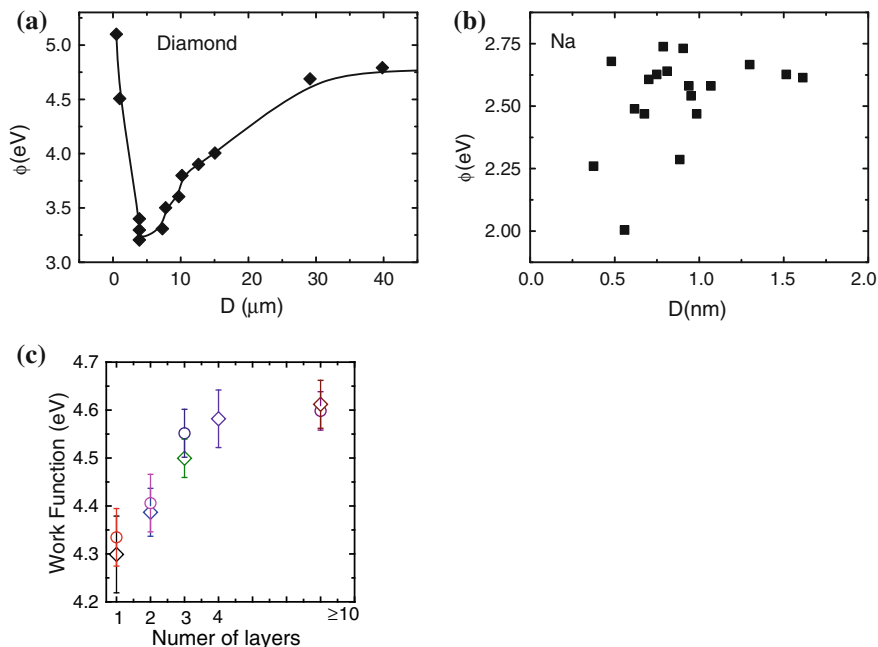 (a)
Diamond
5.0
4.5
4.0
3.5
3.0
ϕ(eV)
0 10 20 30 40
D (μm)
(b)
Na
2.75
2.50
2.25
2.00
ϕ(eV)
0.0 0.5 1.0 1.5 2.0
D(nm)
(c)
4.7
4.6
4.5
4.4
4.3
4.2
Work Function (eV)
1 2 3 4 ≥10
Numer of layers